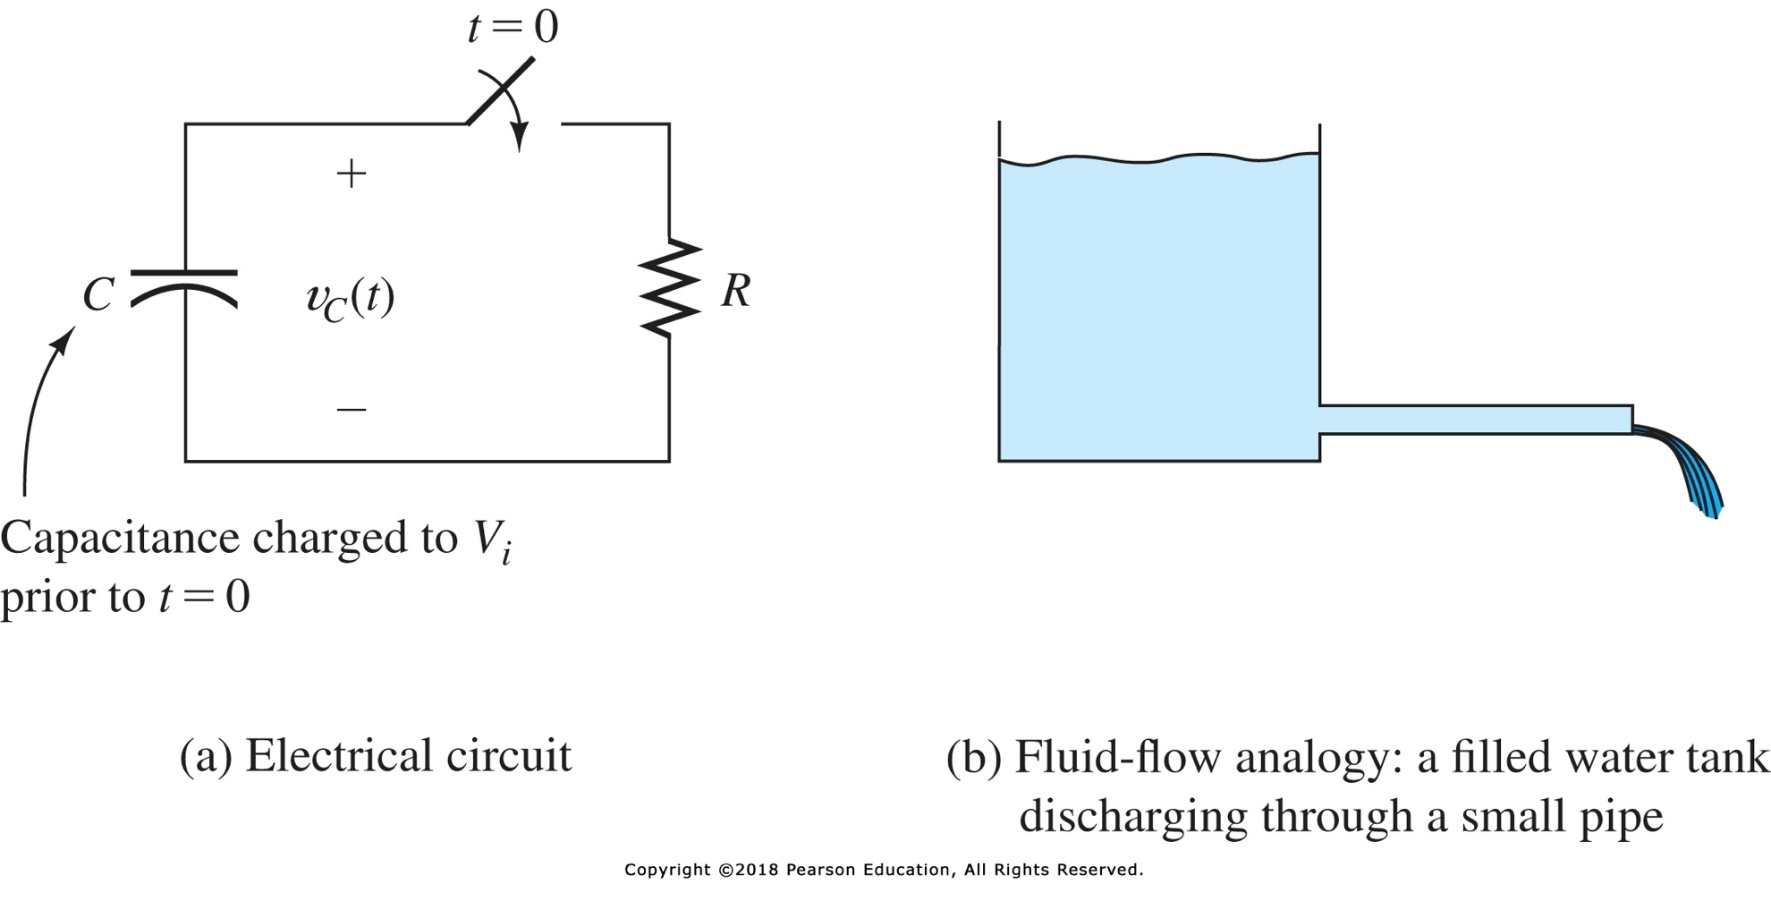 t = 0
+
C
v_C(t)
R
−
Capacitance charged to V_i
prior to t = 0
(a) Electrical circuit
(b) Fluid-flow analogy: a filled water tank
discharging through a small pipe
Copyright ©2018 Pearson Education, All Rights Reserved.